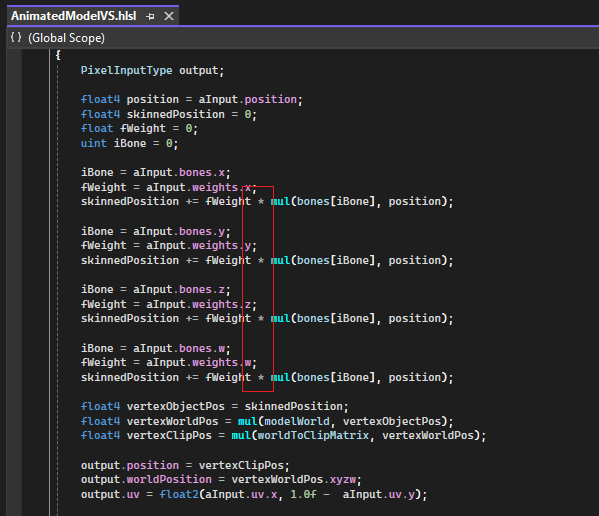 AnimatedModelVS.hlsl
{} (Global Scope)
{
PixelInputType output;
float4 position = aInput.position;
float4 skinnedPosition = 0;
float fWeight = 0;
uint iBone = 0;
iBone = aInput.bones.x;
fWeight = aInput.weights.x;
skinnedPosition += fWeight * mul(bones[iBone], position);
iBone = aInput.bones.y;
fWeight = aInput.weights.y;
skinnedPosition += fWeight * mul(bones[iBone], position);
iBone = aInput.bones.z;
fWeight = aInput.weights.z;
skinnedPosition += fWeight * mul(bones[iBone], position);
iBone = aInput.bones.w;
fWeight = aInput.weights.w;
skinnedPosition += fWeight * mul(bones[iBone], position);
float4 vertexObjectPos = skinnedPosition;
float4 vertexWorldPos = mul(modelWorld, vertexObjectPos);
float4 vertexClipPos = mul(worldToClipMatrix, vertexWorldPos);
output.position = vertexClipPos;
output.worldPosition = vertexWorldPos.xyzw;
output.uv = float2(aInput.uv.x, 1.0f - aInput.uv.y);